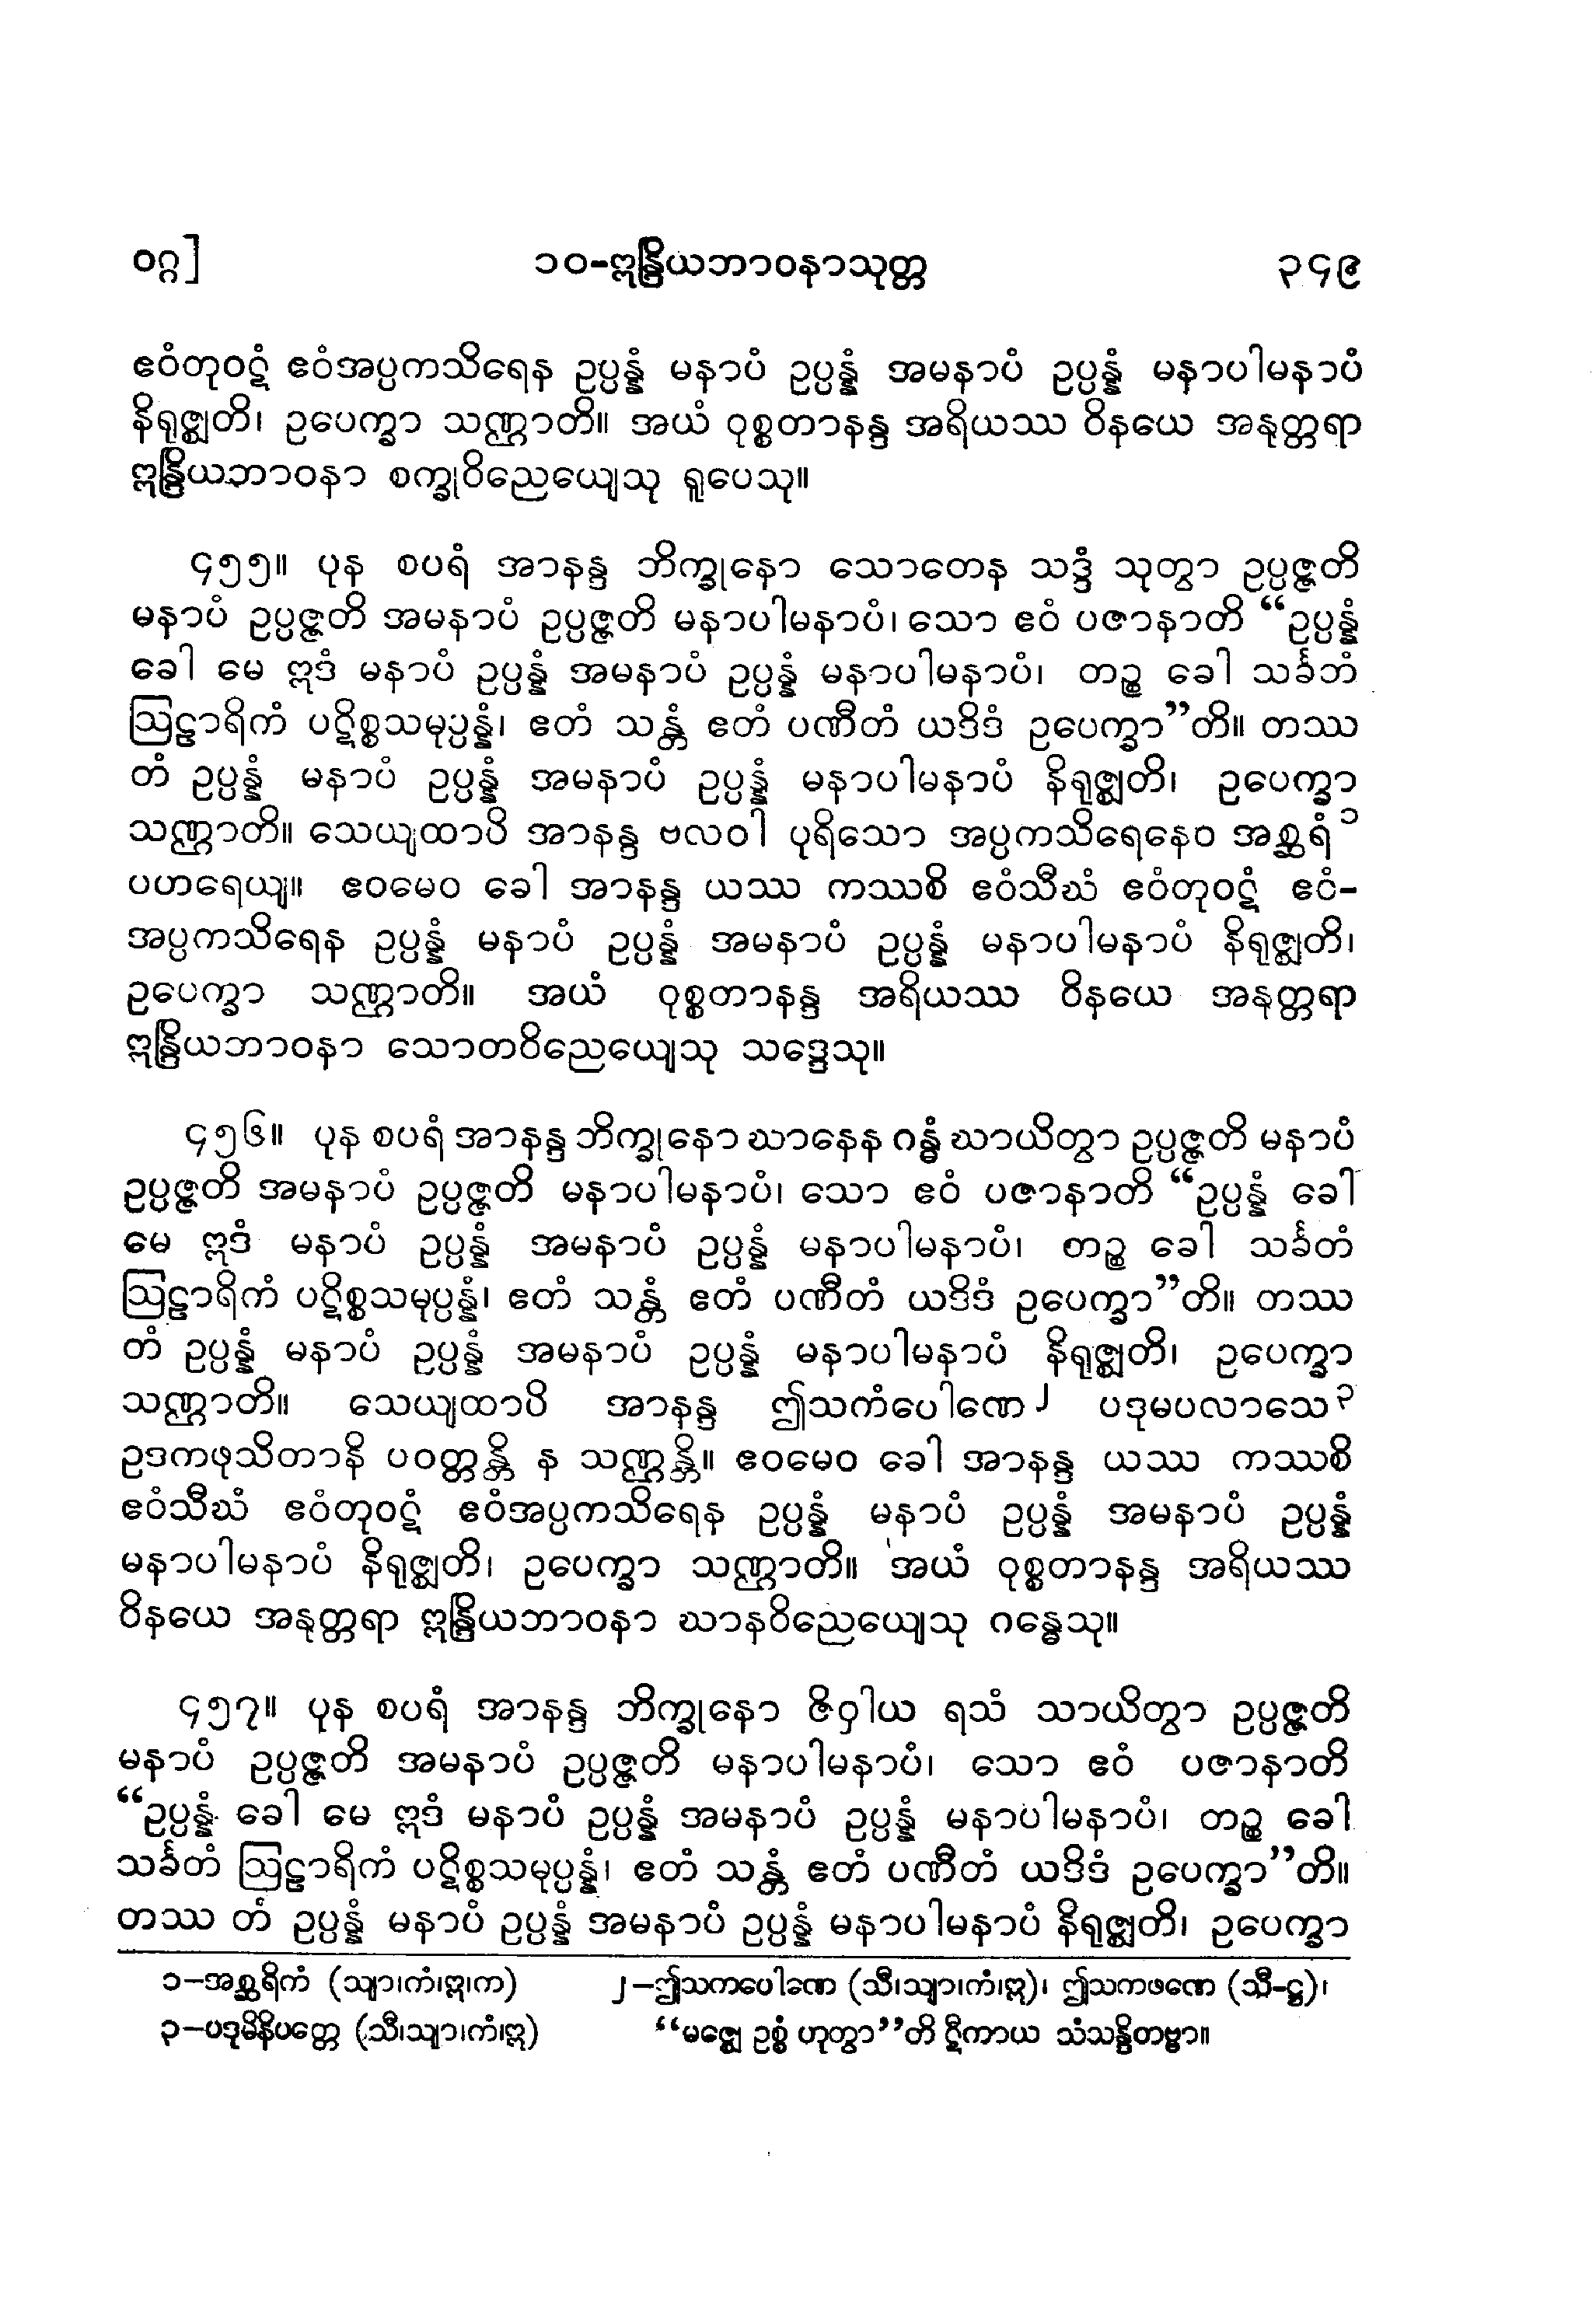 ဝဂ္ဂ]	၁၀-ဣန္ဒြိယဘာဝနာသုတ္တ	၃၄၉
ဧဝံတုဝဋံ ဧဝံအပ္ပကသိရေန ဥပ္ပန္နံ မနာပံ ဥပ္ပန္နံ အမနာပံ ဥပ္ပန္နံ မနာပါမနာပံ
နိရုဇ္ဈတိ၊ ဥပေက္ခာ သဏ္ဌာတိ။ အယံ ဝုစ္စတာနန္ဒ အရိယဿ ဝိနယေ အနုတ္တရာ
ဣန္ဒြိယဘာဝနာ စက္ခုဝိညေယျေသု ရူပေသု။
၄၅၅။ ပုန စပရံ အာနန္ဒ ဘိက္ခုနော သောတေန သဒ္ဒံ သုတွာ ဥပ္ပဇ္ဇတိ
မနာပံ ဥပ္ပဇ္ဇတိ အမနာပံ ဥပ္ပဇ္ဇတိ မနာပါမနာပံ၊ သော ဧဝံ ပဇာနာတိ “ဥပ္ပန္နံ
ခေါ မေ ဣဒံ မနာပံ ဥပ္ပန္နံ အမနာပံ ဥပ္ပန္နံ မနာပါမနာပံ၊ တဉ္စ ခေါ သင်္ခဘံ
ဩဠာရိကံ ပဋိစ္စသမုပ္ပန္နံ၊ ဧတံ သန္တံ ဧတံ ပဏီတံ ယဒိဒံ ဥပေက္ခာ”တိ။ တဿ
တံ ဥပ္ပန္နံ မနာပံ ဥပ္ပန္နံ အမနာပံ ဥပ္ပန္နံ မနာပါမနာပံ နိရုဇ္ဈတိ၊ ဥပေက္ခာ
သဏ္ဌာတိ။ သေယျထာပိ အာနန္ဒ ဗလဝါ ပုရိသော အပ္ပကသိရေနေဝ အစ္ဆရံ ၁
ပဟရေယျ။ ဧဝမေဝ ခေါ အာနန္ဒ ယဿ ကဿစိ ဧဝံသီဃံ ဧဝံတုဝဋံ ဧဝံ-
အပ္ပကသိရေန ဥပ္ပန္နံ မနာပံ ဥပ္ပန္နံ အမနာပံ ဥပ္ပန္နံ မနာပါမနာပံ နိရုဇ္ဈတိ၊
ဥပေက္ခာ သဏ္ဌာတိ။ အယံ ဝုစ္စတာနန္ဒ အရိယဿ ဝိနယေ အနုတ္တရာ
ဣန္ဒြိယဘာဝနာ သောတဝိညေယျေသု သဒ္ဒေသု။
၄၅၆။ ပုန စပရံ အာနန္ဒ ဘိက္ခုနော ဃာနေန ဂန္ဓံ ဃာယိတွာ ဥပ္ပဇ္ဇတိ မနာပံ
ဥပ္ပဇ္ဇတိ အမနာပံ ဥပ္ပဇ္ဇတိ မနာပါမနာပံ၊ သော ဧဝံ ပဇာနာတိ “ဥပ္ပန္နံ ခေါ
မေ ဣဒံ မနာပံ ဥပ္ပန္နံ အမနာပံ ဥပ္ပန္နံ မနာပါမနာပံ၊ တဉ္စ ခေါ သင်္ခတံ
ဩဠာရိကံ ပဋိစ္စသမုပ္ပန္နံ၊ ဧတံ သန္တံ ဧတံ ပဏီတံ ယဒိဒံ ဥပေက္ခာ”တိ။ တဿ
တံ ဥပ္ပန္နံ မနာပံ ဥပ္ပန္နံ အမနာပံ ဥပ္ပန္နံ မနာပါမနာပံ နိရုဇ္ဈတိ၊ ဥပေက္ခာ
သဏ္ဌာတိ။ သေယျထာပိ အာနန္ဒ ဤသကံပေါဏေ ၂ ပဒုမပလာသေ ၃
ဥဒကဖုသိတာနိ ပဝတ္တန္တိ န သဏ္ဌန္တိ။ ဧဝမေဝ ခေါ အာနန္ဒ ယဿ ကဿစိ
ဧဝံသီဃံ ဧဝံတုဝဋံ ဧဝံအပ္ပကသိရေန ဥပ္ပန္နံ မနာပံ ဥပ္ပန္နံ အမနာပံ ဥပ္ပန္နံ
မနာပါမနာပံ နိရုဇ္ဈတိ၊ ဥပေက္ခာ သဏ္ဌာတိ။ အယံ ဝုစ္စတာနန္ဒ အရိယဿ
ဝိနယေ အနုတ္တရာ ဣန္ဒြိယဘာဝနာ ဃာနဝိညေယျေသု ဂန္ဓေသု။
၄၅၇။ ပုန စပရံ အာနန္ဒ ဘိက္ခုနော ဇိဝှါယ ရသံ သာယိတွာ ဥပ္ပဇ္ဇတိ
မနာပံ ဥပ္ပဇ္ဇတိ အမနာပံ ဥပ္ပဇ္ဇတိ မနာပါမနာပံ၊ သော ဧဝံ ပဇာနာတိ
“ဥပ္ပန္နံ ခေါ မေ ဣဒံ မနာပံ ဥပ္ပန္နံ အမနာပံ ဥပ္ပန္နံ မနာပါမနာပံ၊ တဉ္စ ခေါ
သင်္ခတံ ဩဠာရိကံ ပဋိစ္စသမုပ္ပန္နံ၊ ဧတံ သန္တံ ဧတံ ပဏီတံ ယဒိဒံ ဥပေက္ခာ”တိ။
တဿ တံ ဥပ္ပန္နံ မနာပံ ဥပ္ပန္နံ အမနာပံ ဥပ္ပန္နံ မနာပါမနာပံ နိရုဇ္ဈတိ၊ ဥပေက္ခာ
၁–အစ္ဆရိကံ (သျာ၊ကံ၊ဣ၊က)	၂–ဤသကပေါဏေ (သီ၊သျာ၊ကံ၊ဣ)၊ ဤသကဖဏေ (သီ-ဋ္ဌ)၊
၃–ပဒုမိနိပတ္တေ (သီ၊သျာ၊ကံ၊ဣ)	“မဇ္ဈေ ဥစ္စံ ဟုတွာ”တိ ဋီကာယ သံသန္ဒိတဗ္ဗာ။